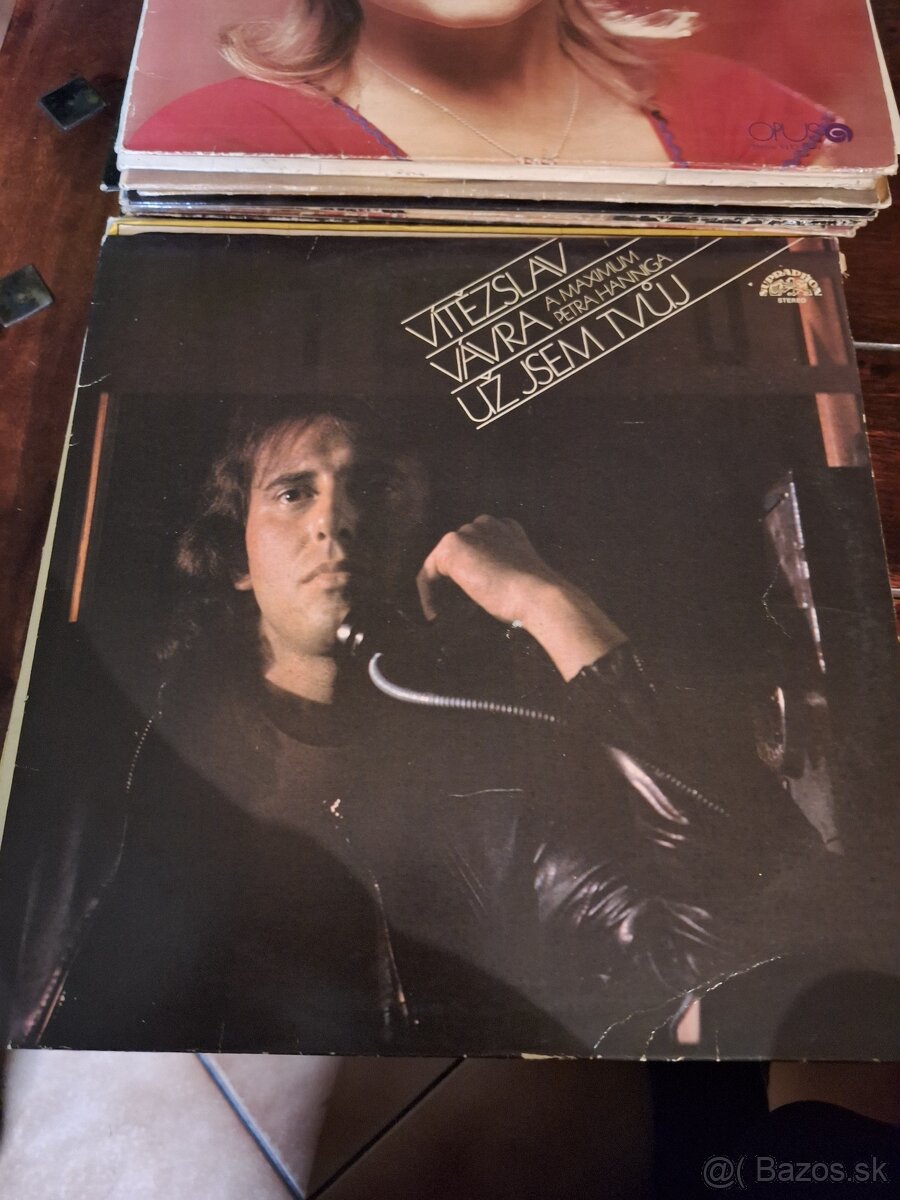 OPUS
VÍTĚZSLAV
VÁVRA
A MAXIMUM
PETRA HANNIGA
UŽ JSEM TVŮJ
SUPRAPHON
STEREO
@( Bazos.sk